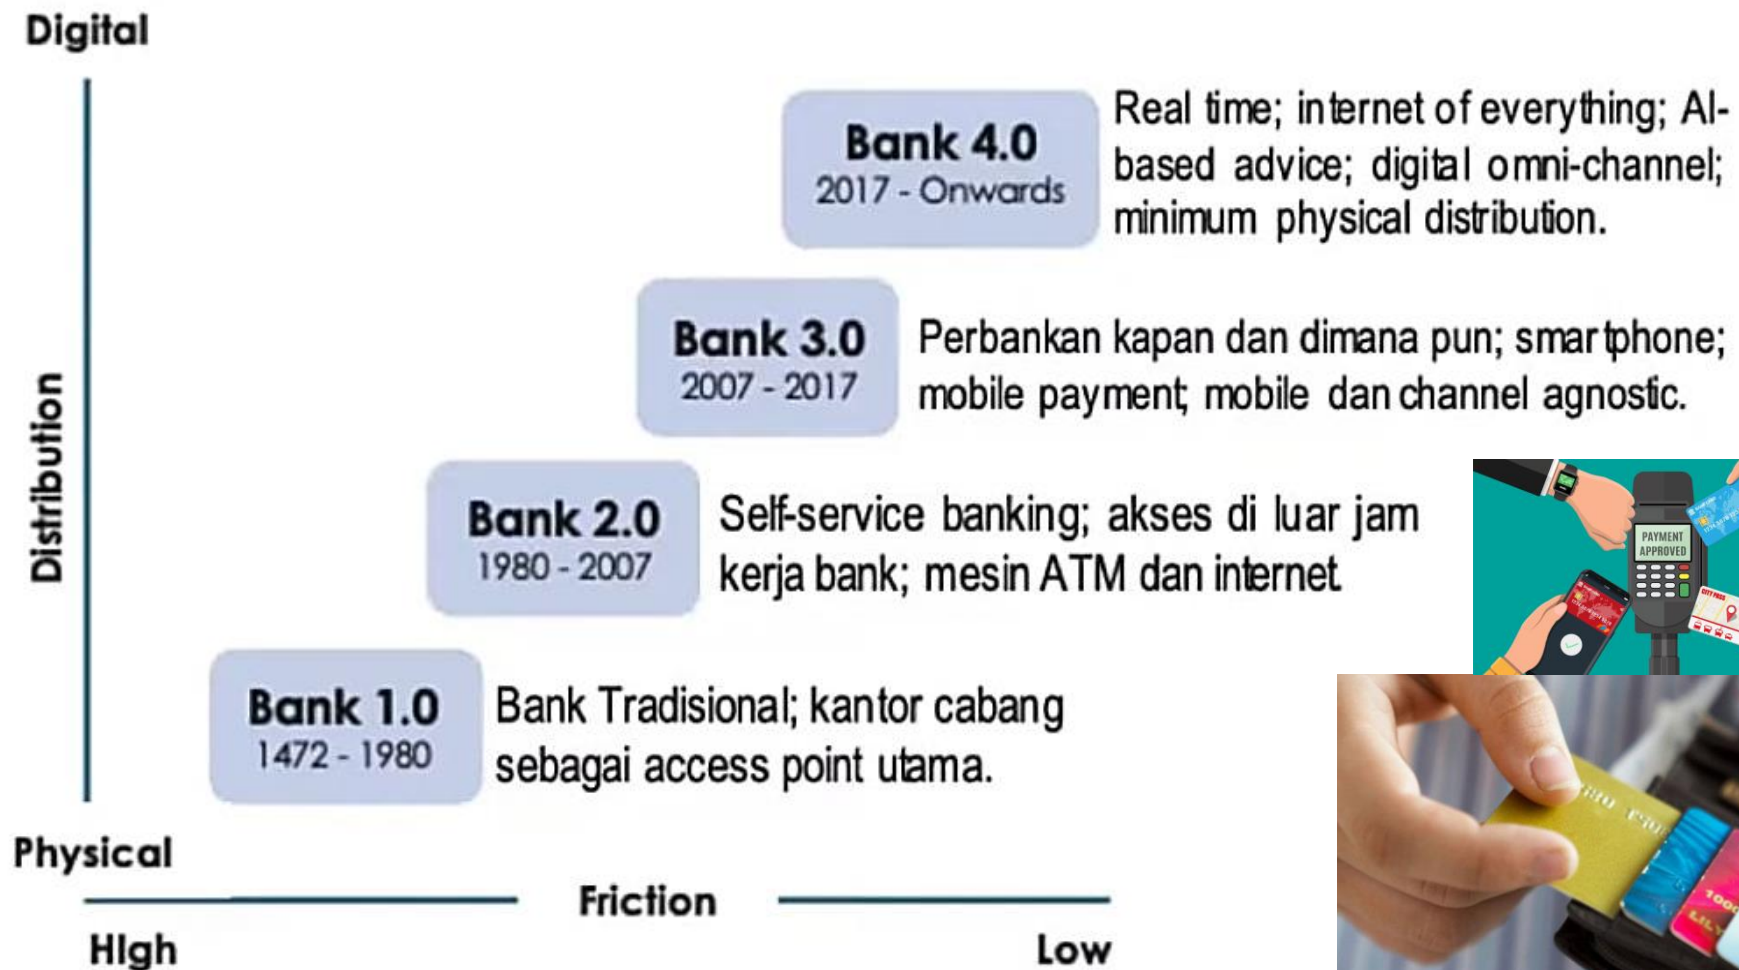 Digital
Bank 4.0
2017 - Onwards
Real time; internet of everything; AI-
based advice; digital omni-channel;
minimum physical distribution.
Bank 3.0
2007 - 2017
Perbankan kapan dan dimana pun; smartphone;
mobile payment; mobile dan channel agnostic.
Distribution
Bank 2.0
1980 - 2007
Self-service banking; akses di luar jam
kerja bank; mesin ATM dan internet.
PAYMENT
APPROVED
CITY PASS
Bank 1.0
1472 - 1980
Bank Tradisional; kantor cabang
sebagai access point utama.
Physical
Friction
HIgh
Low